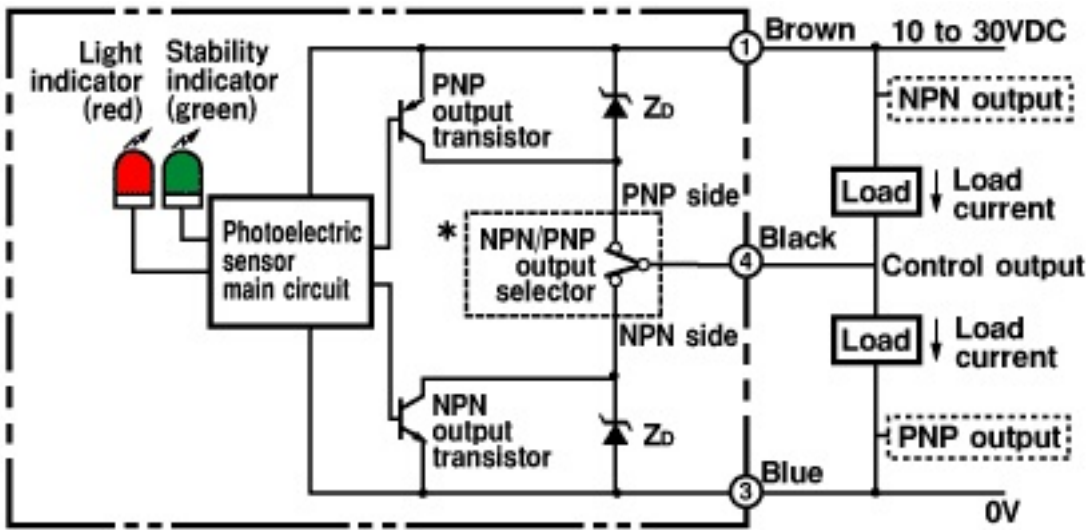 Light
indicator
(red)
Stability
indicator
(green)
PNP
output
transistor
ZD
1
Brown
10 to 30VDC
NPN output
Load
Load
current
PNP side
Photoelectric
sensor
main circuit
*
NPN/PNP
output
selector
4
Black
Control output
NPN side
Load
Load
current
NPN
output
transistor
ZD
PNP output
3
Blue
0V